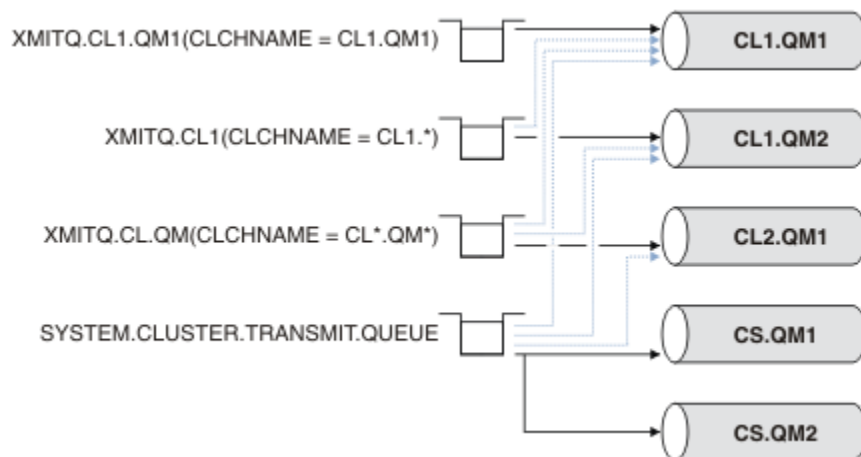 XMITQ.CL1.QM1(CLCHNAME = CL1.QM1)
CL1.QM1
XMITQ.CL1(CLCHNAME = CL1.*)
CL1.QM2
XMITQ.CL.QM(CLCHNAME = CL*.QM*)
CL2.QM1
SYSTEM.CLUSTER.TRANSMIT.QUEUE
CS.QM1
CS.QM2